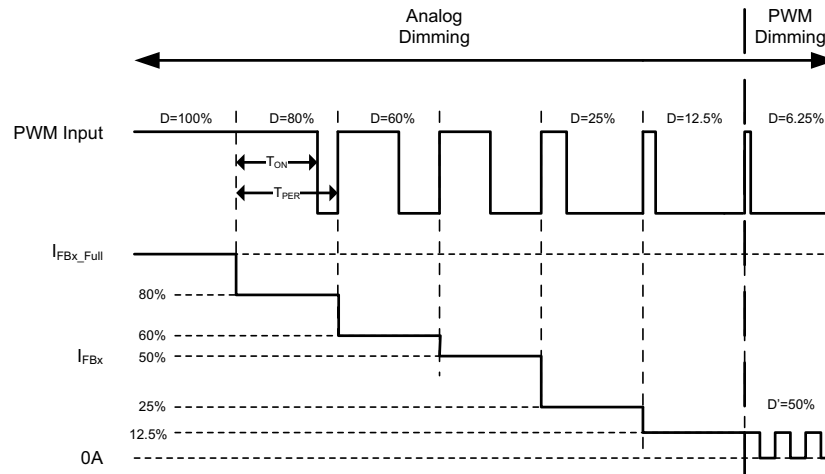 Analog
Dimming
PWM
Dimming
D=100%
D=80%
D=60%
D=25%
D=12.5%
D=6.25%
PWM Input
TON
TPER
IFBx_Full
80%
60%
IFBx
50%
25%
D'=50%
12.5%
0A